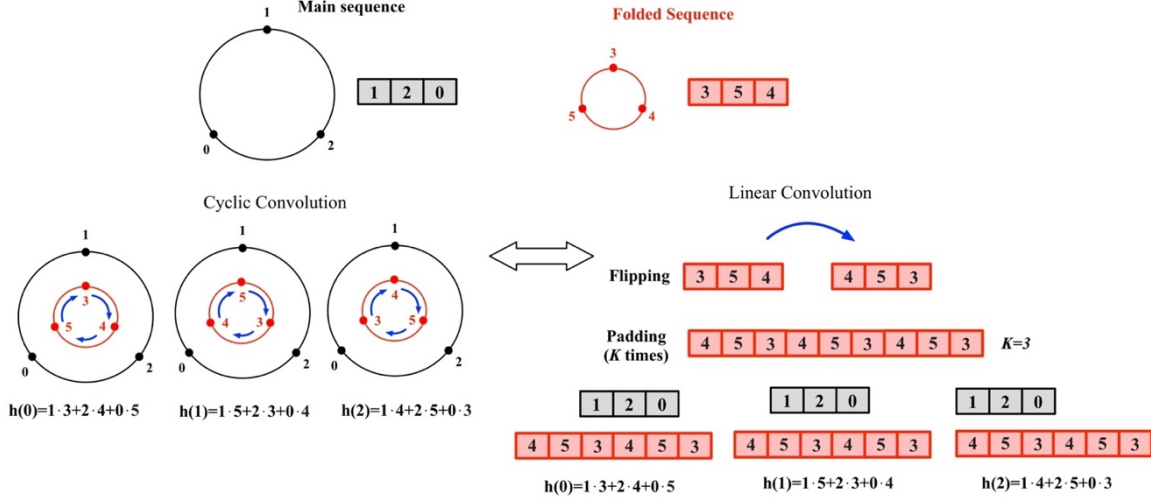 Main sequence
Folded Sequence
1
0
2
1 2 0
3
5
4
3 5 4
Cyclic Convolution
Linear Convolution
1
3
5
4
0
2
1
5
4
3
0
2
1
4
3
5
0
2
h(0)=1·3+2·4+0·5
h(1)=1·5+2·3+0·4
h(2)=1·4+2·5+0·3
Flipping
3 5 4
4 5 3
Padding
(K times)
4 5 3 4 5 3 4 5 3
K=3
1 2 0
1 2 0
1 2 0
4 5 3 4 5 3
4 5 3 4 5 3
4 5 3 4 5 3
h(0)=1·3+2·4+0·5
h(1)=1·5+2·3+0·4
h(2)=1·4+2·5+0·3